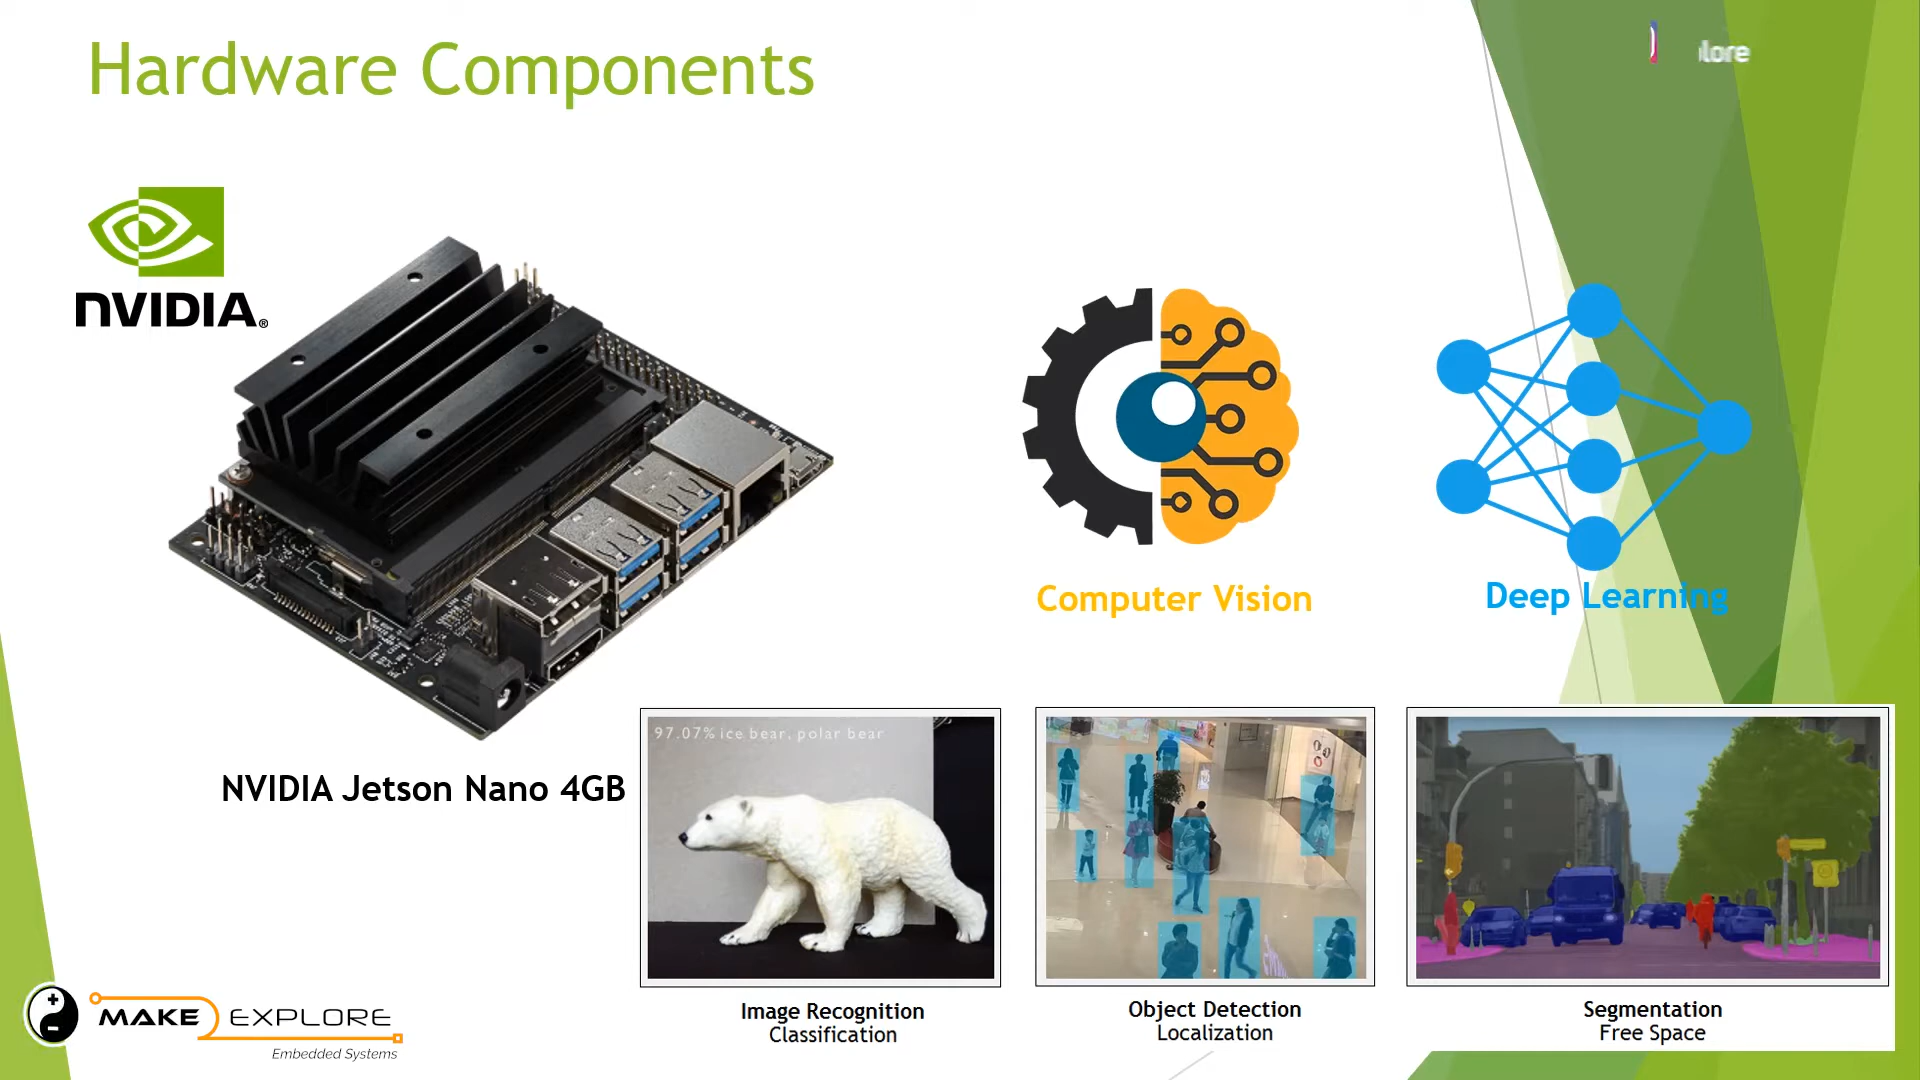 Hardware Components
lore
NVIDIA®
Computer Vision
Deep Learning
97.07% ice bear, polar bear
NVIDIA Jetson Nano 4GB
Image Recognition
Classification
Object Detection
Localization
Segmentation
Free Space
MAKE EXPLORE
Embedded Systems